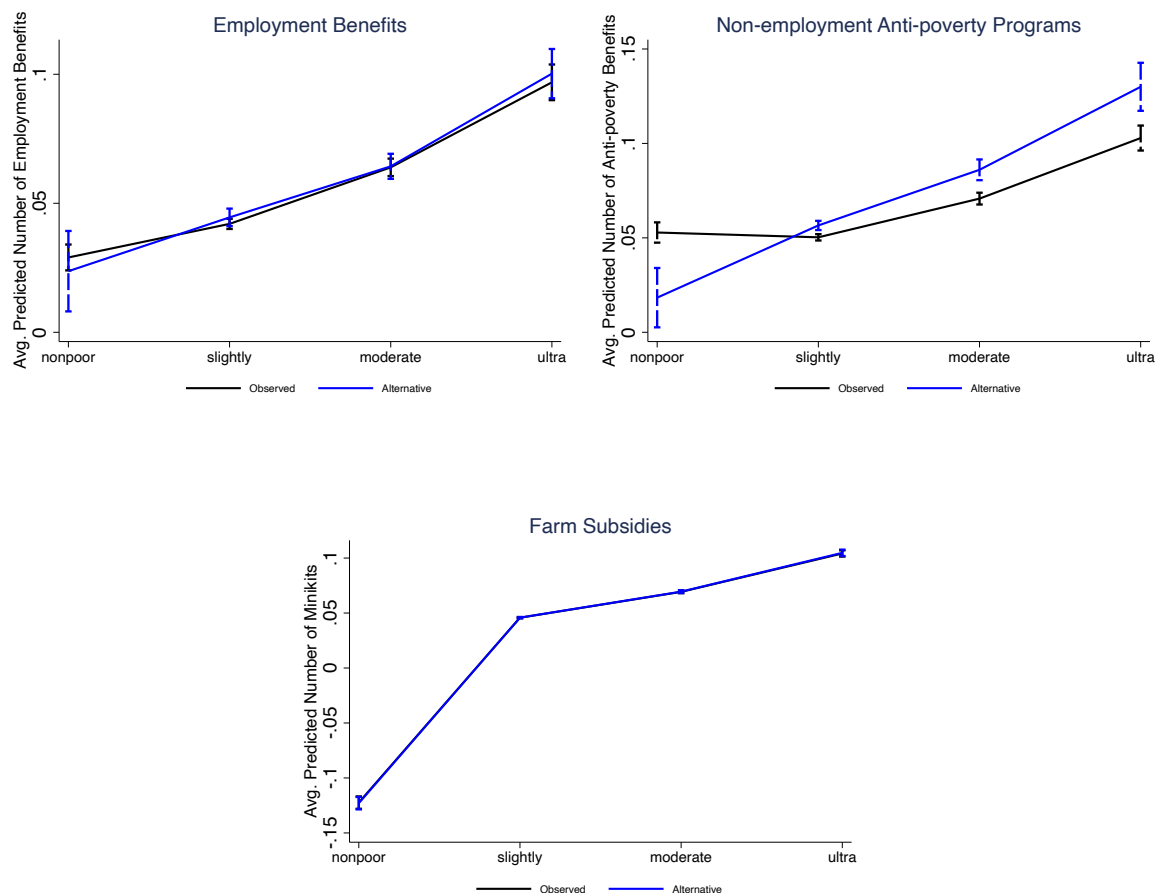 Employment Benefits
Avg. Predicted Number of Employment Benefits
.1
.05
0
nonpoor slightly moderate ultra
Observed Alternative
Non-employment Anti-poverty Programs
Avg. Predicted Number of Anti-poverty Benefits
.15
.1
.05
0
nonpoor slightly moderate ultra
Observed Alternative
Farm Subsidies
Avg. Predicted Number of Minikits
.1
.05
0
-.05
-.1
-.15
nonpoor slightly moderate ultra
Observed Alternative